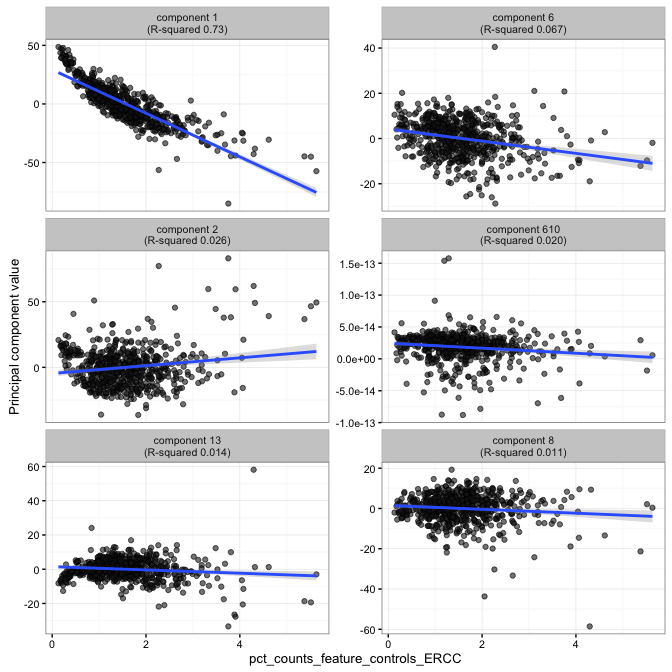 component 1
(R-squared 0.73)
component 6
(R-squared 0.067)
50
0
-50
40
20
0
-20
component 2
(R-squared 0.026)
component 610
(R-squared 0.020)
50
0
1.5e-13
1.0e-13
5.0e-14
0.0e+00
-5.0e-14
-1.0e-13
component 13
(R-squared 0.014)
component 8
(R-squared 0.011)
60
40
20
0
-20
20
0
-20
-40
-60
0 2 4
0 2 4
Principal component value
pct_counts_feature_controls_ERCC